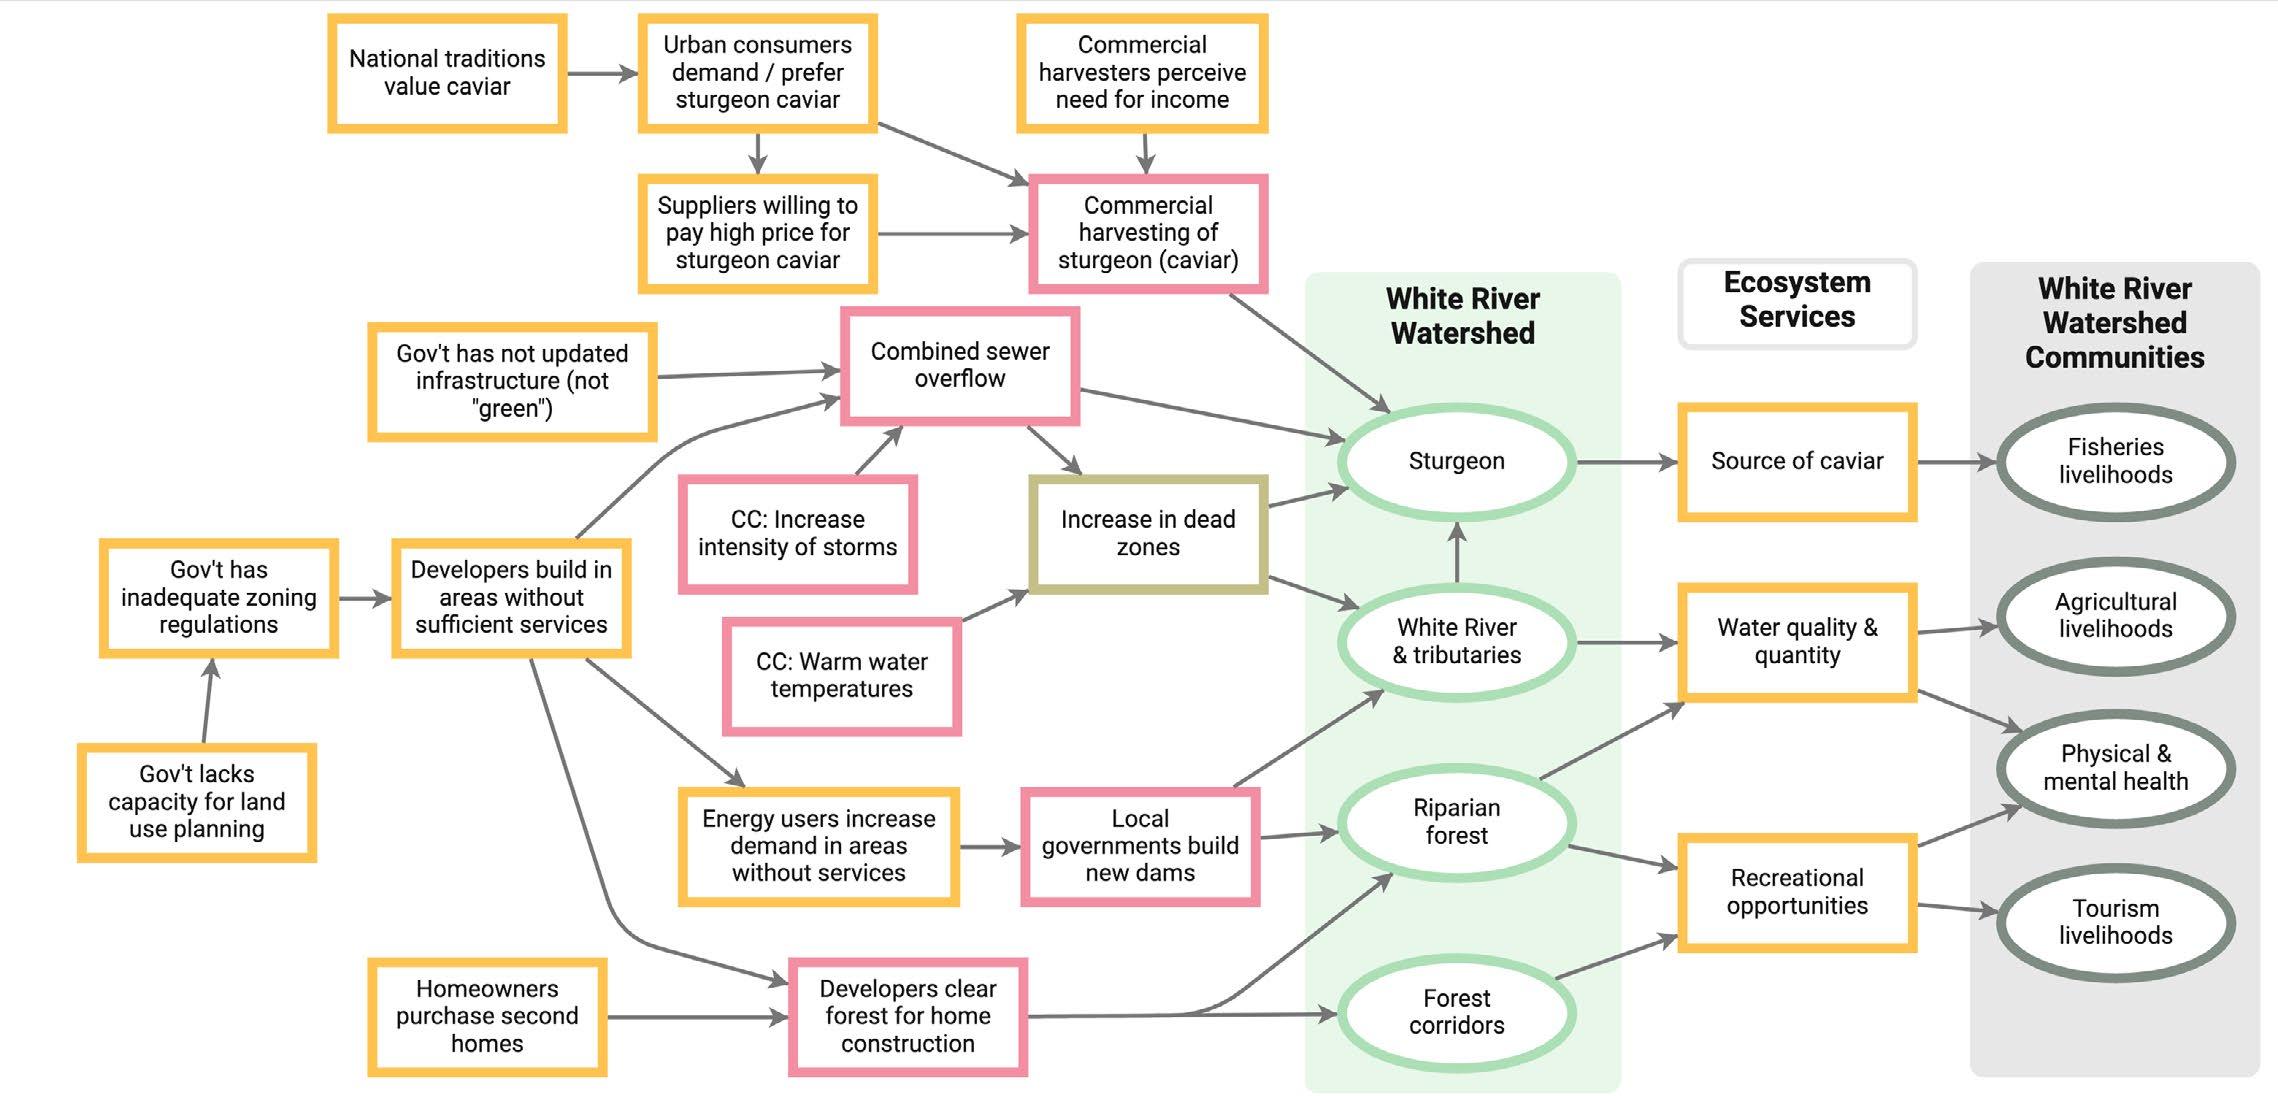 National traditions
value caviar
Urban consumers
demand / prefer
sturgeon caviar
Commercial
harvesters perceive
need for income
Suppliers willing to
pay high price for
sturgeon caviar
Commercial
harvesting of
sturgeon (caviar)
Gov't has not updated
infrastructure (not
"green")
Combined sewer
overflow
CC: Increase
intensity of storms
Increase in dead
zones
CC: Warm water
temperatures
Gov't has
inadequate zoning
regulations
Developers build in
areas without
sufficient services
Gov't lacks
capacity for land
use planning
Energy users increase
demand in areas
without services
Local
governments build
new dams
Homeowners
purchase second
homes
Developers clear
forest for home
construction
White River
Watershed
Sturgeon
White River
& tributaries
Riparian
forest
Forest
corridors
Ecosystem
Services
Source of caviar
Water quality &
quantity
Recreational
opportunities
White River
Watershed
Communities
Fisheries
livelihoods
Agricultural
livelihoods
Physical &
mental health
Tourism
livelihoods